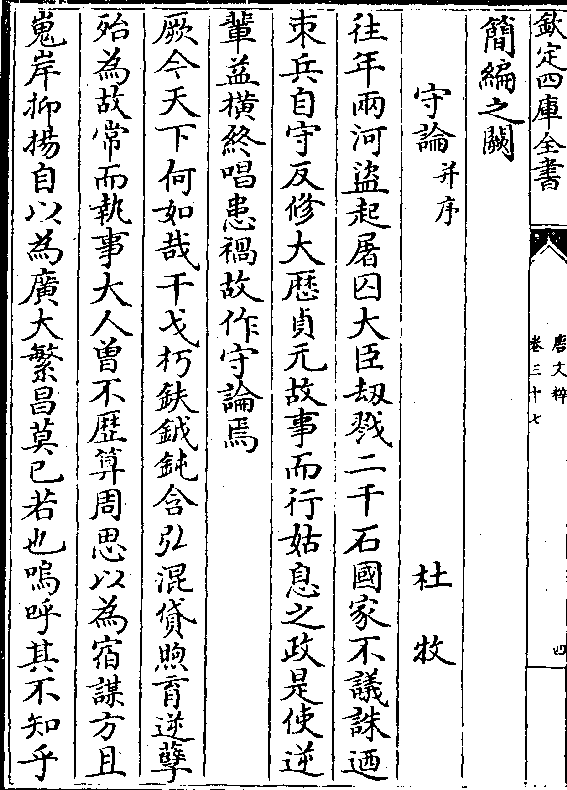 欽定四庫全書
唐文粹
卷三十七
四
簡編之闕
守論并序
杜牧
往年兩河盜起屠囚大臣刼戮二千石國家不議誅迺
朿兵自守反修大厯貞元故事而行姑息之政是使逆
輩益橫終唱患禍故作守論焉
厥今天下何如哉干戈朽鈇鉞鈍含弘混貸煦育逆孽
殆為故常而執事大人曽不歴算周思以為宿謀方且
嵬岸抑揚自以為廣大繁昌莫已若也嗚呼其不知乎